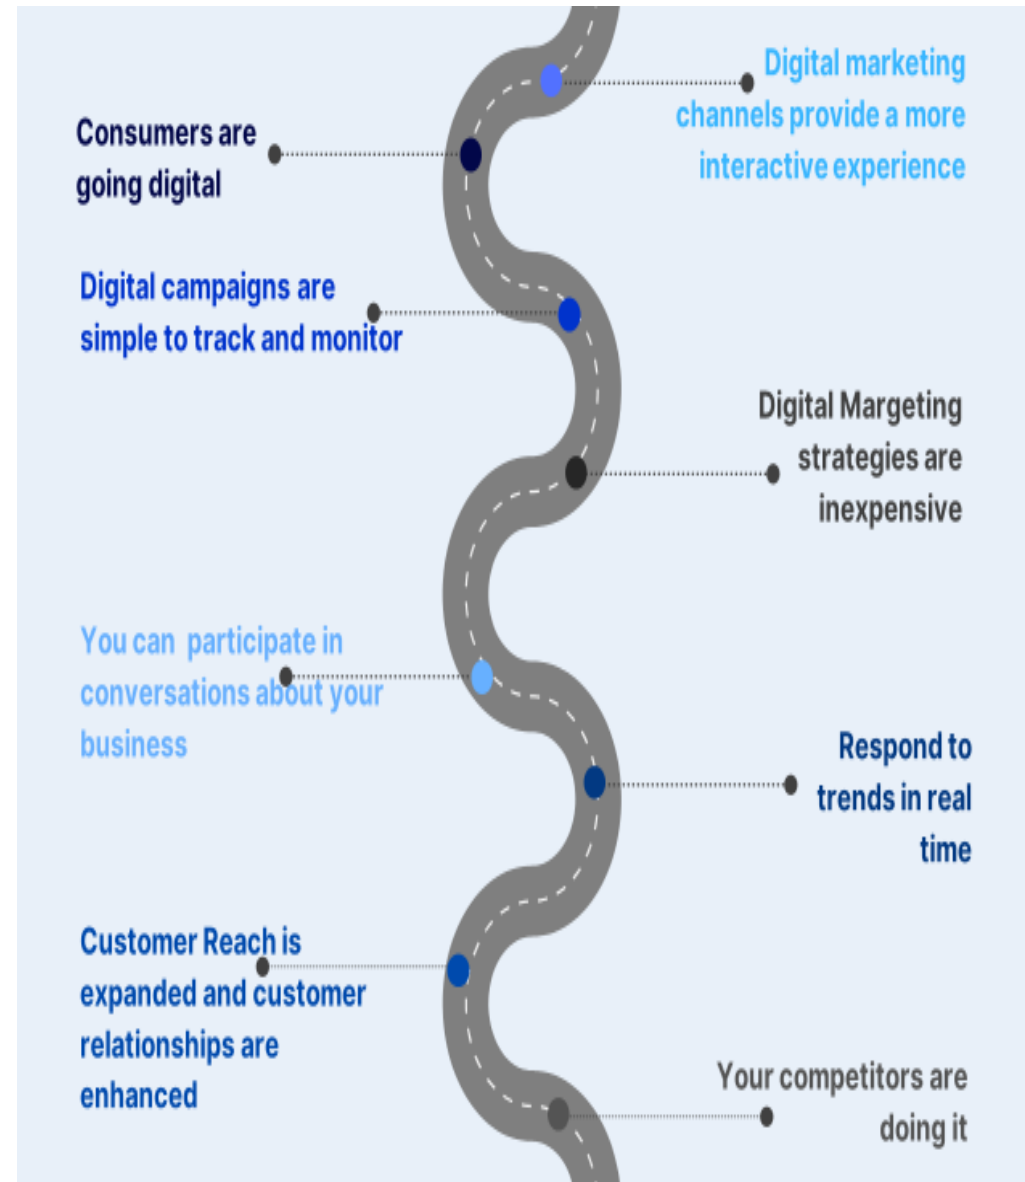 Digital marketing
channels provide a more
interactive experience
Consumers are
going digital
Digital campaigns are
simple to track and monitor
Digital Margeting
strategies are
inexpensive
You can  participate in
conversations about your
business
Respond to
trends in real
time
Customer Reach is
expanded and customer
relationships are
enhanced
Your competitors are
doing it